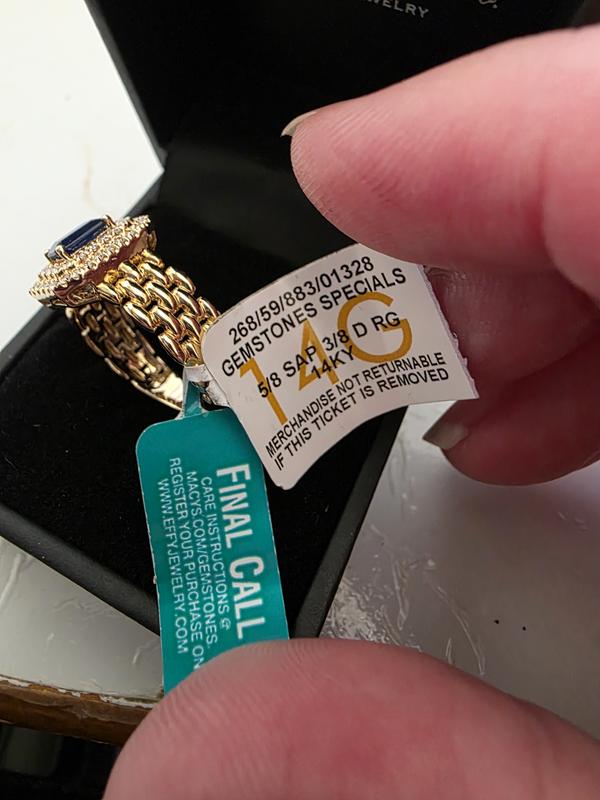 WELRY
268/59/883/01328
GEMSTONES SPECIALS
14G
5/8 SAP 3/8 D RG
14KY
MERCHANDISE NOT RETURNABLE
IF THIS TICKET IS REMOVED
FINAL CALL
CARE INSTRUCTIONS @
MACYS.COM/GEMSTONES.
REGISTER YOUR PURCHASE ON
WWW.EFFYJEWELRY.COM